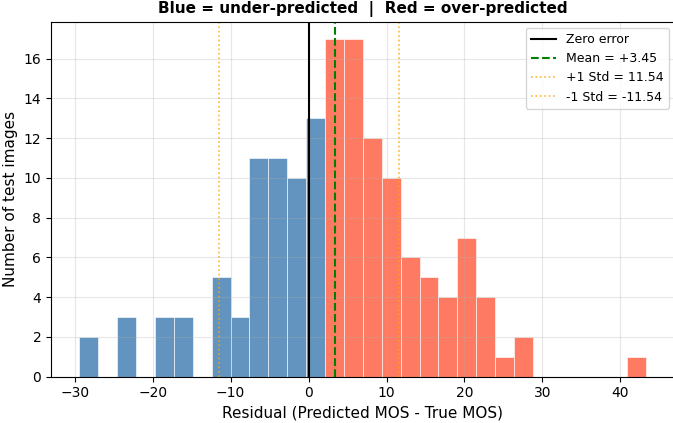 Blue = under-predicted | Red = over-predicted
Zero error
Mean = +3.45
+1 Std = 11.54
-1 Std = -11.54
Number of test images
16
14
12
10
8
6
4
2
0
−30
−20
−10
0
10
20
30
40
Residual (Predicted MOS - True MOS)